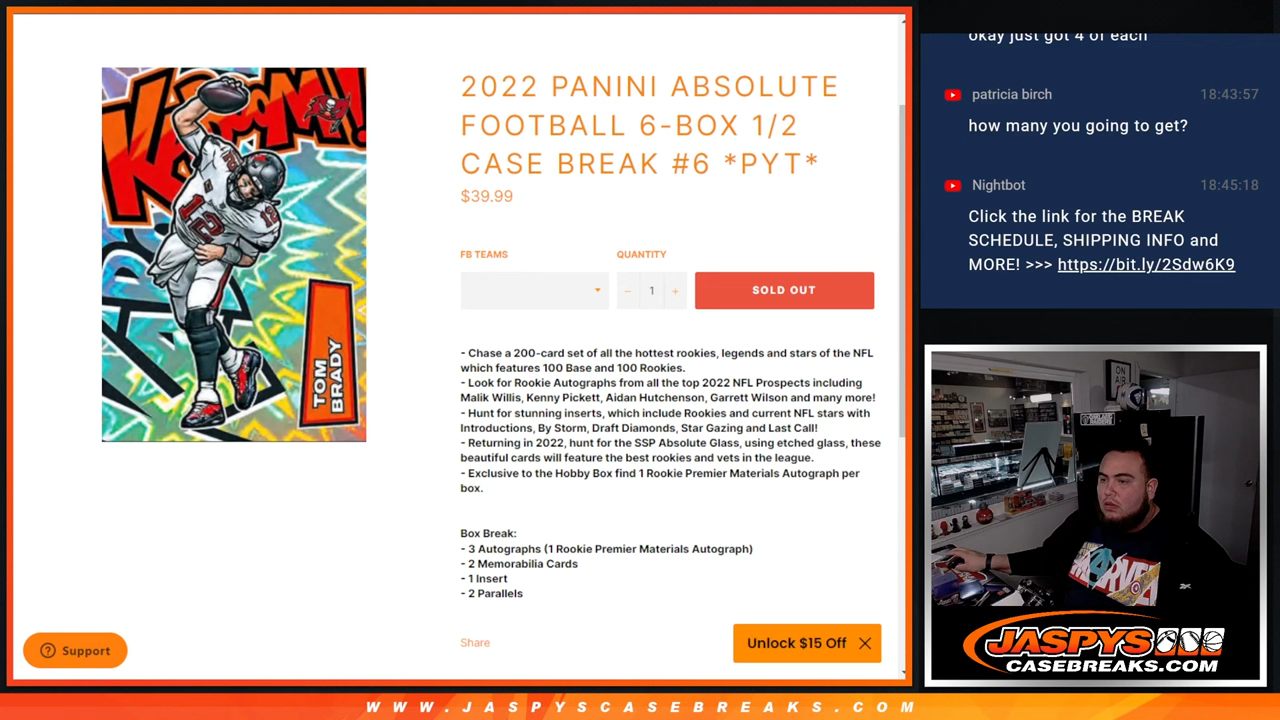 2022 PANINI ABSOLUTE
FOOTBALL 6-BOX 1/2
CASE BREAK #6 *PYT*
$39.99
FB TEAMS
QUANTITY
− 1 +
SOLD OUT
- Chase a 200-card set of all the hottest rookies, legends and stars of the NFL
which features 100 Base and 100 Rookies.
- Look for Rookie Autographs from all the top 2022 NFL Prospects including
Malik Willis, Kenny Pickett, Aidan Hutchenson, Garrett Wilson and many more!
- Hunt for stunning inserts, which include Rookies and current NFL stars with
Introductions, By Storm, Draft Diamonds, Star Gazing and Last Call!
- Returning in 2022, hunt for the SSP Absolute Glass, using etched glass, these
beautiful cards will feature the best rookies and vets in the league.
- Exclusive to the Hobby Box find 1 Rookie Premier Materials Autograph per
box.
Box Break:
- 3 Autographs (1 Rookie Premier Materials Autograph)
- 2 Memorabilia Cards
- 1 Insert
- 2 Parallels
Share
Support
Unlock $15 Off
KABOOM!
12
12
TOM
BRADY
okay just got 4 of each
patricia birch 18:43:57
how many you going to get?
Nightbot 18:45:18
Click the link for the BREAK
SCHEDULE, SHIPPING INFO and
MORE! >>> https://bit.ly/2Sdw6K9
ON
AIR
MARVEL
JASPYS
CASEBREAKS.COM
WWW.JASPYSCASEBREAKS.COM